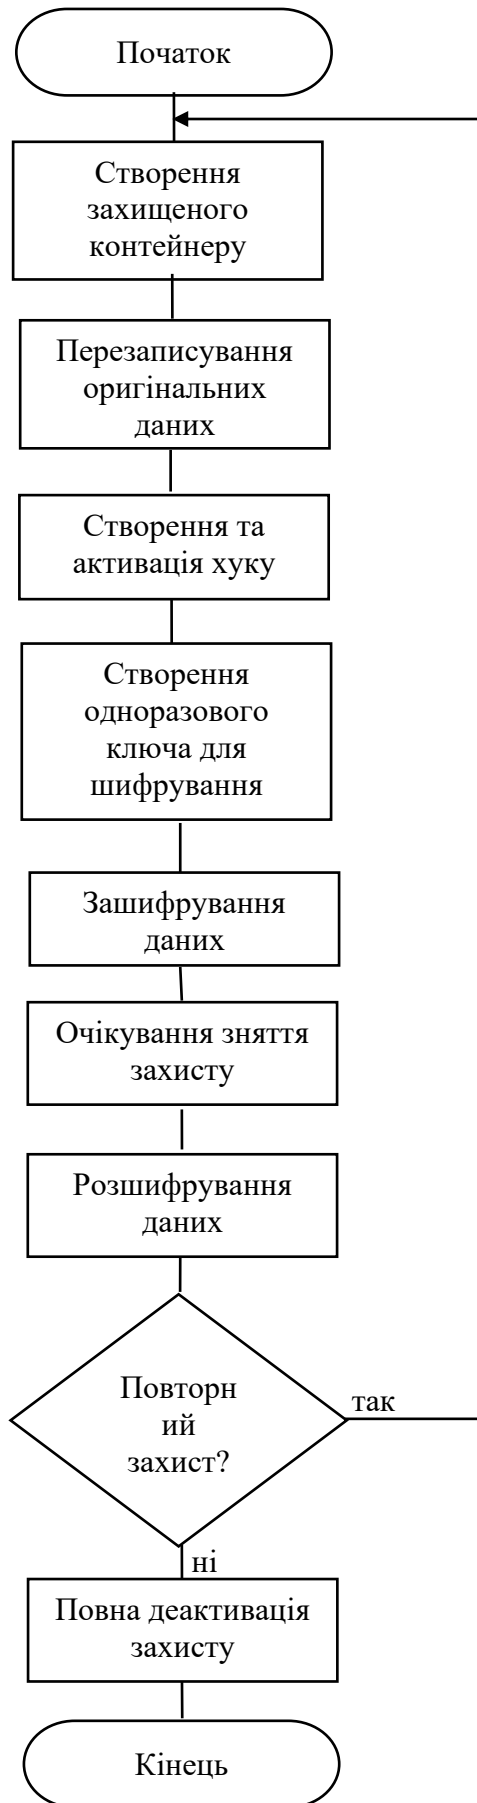 Початок
Створення
захищеного
контейнеру
Перезаписування
оригінальних
даних
Створення та
активація хуку
Створення
одноразового
ключа для
шифрування
Зашифрування
даних
Очікування зняття
захисту
Розшифрування
даних
Повторн
ий
захист?
так
ні
Повна деактивація
захисту
Кінець